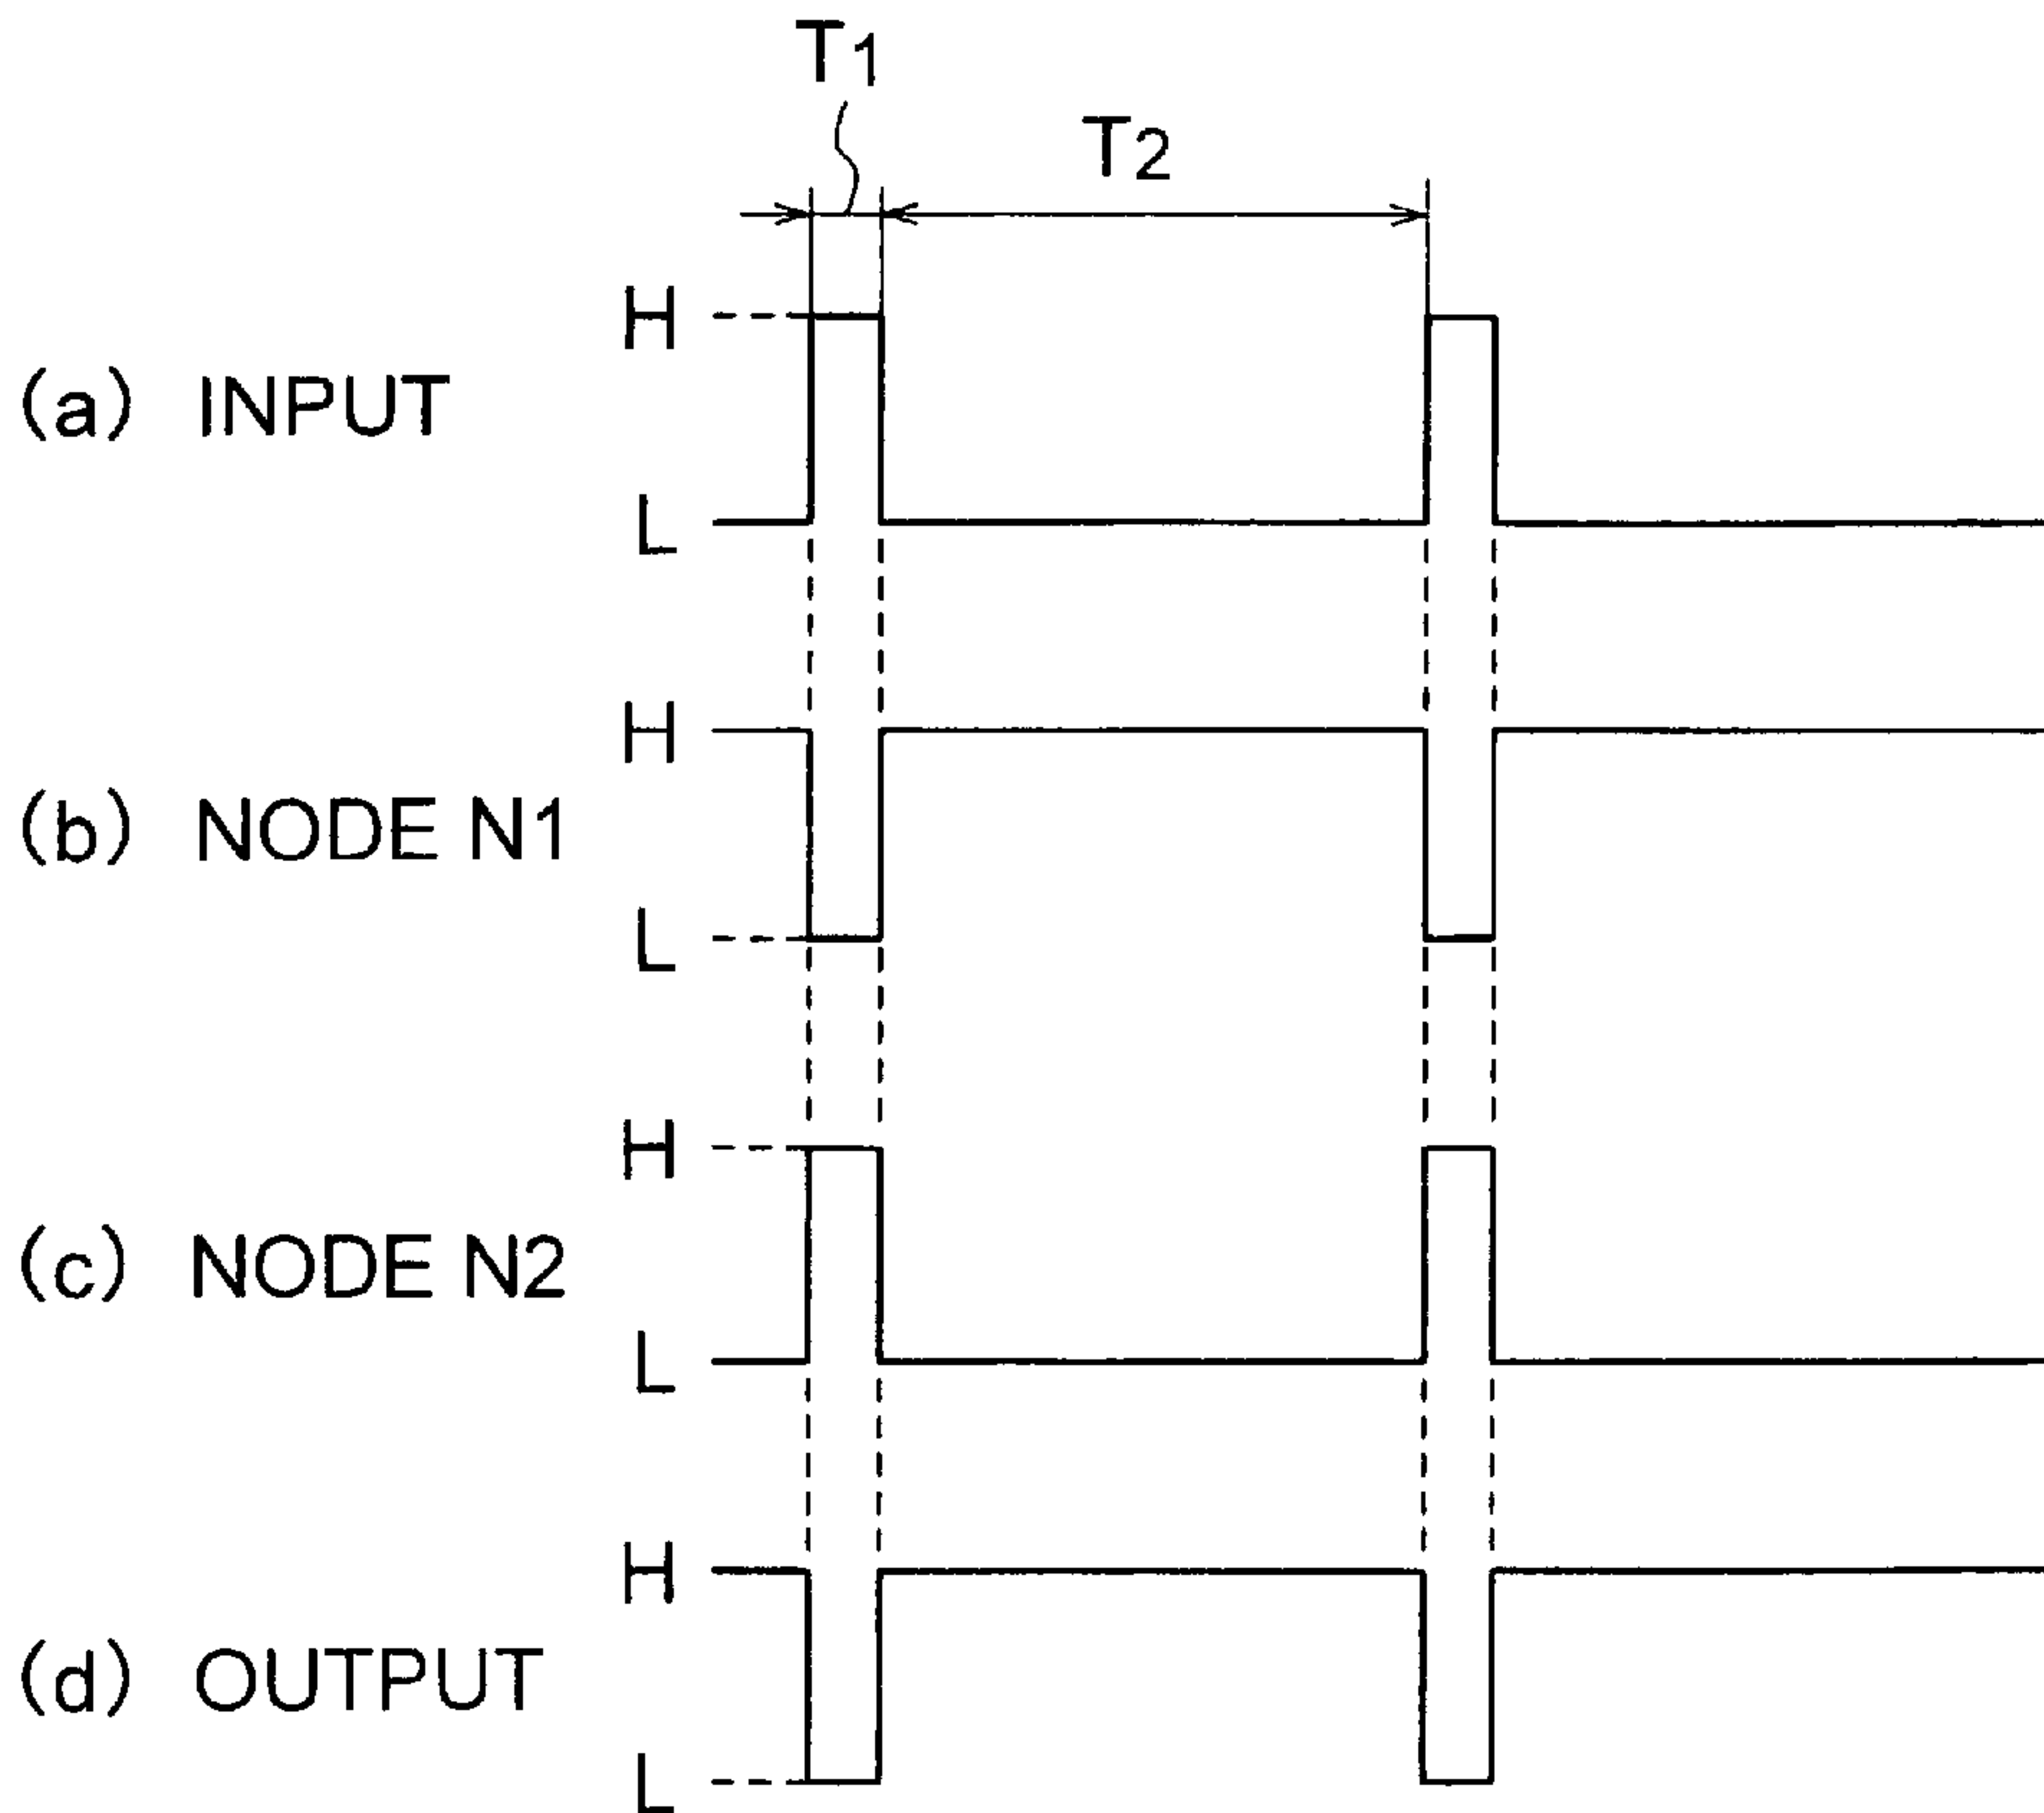 T1
T2
H
(a) INPUT
L
H
(b) NODE N1
L
H
(c) NODE N2
L
H
(d) OUTPUT
L